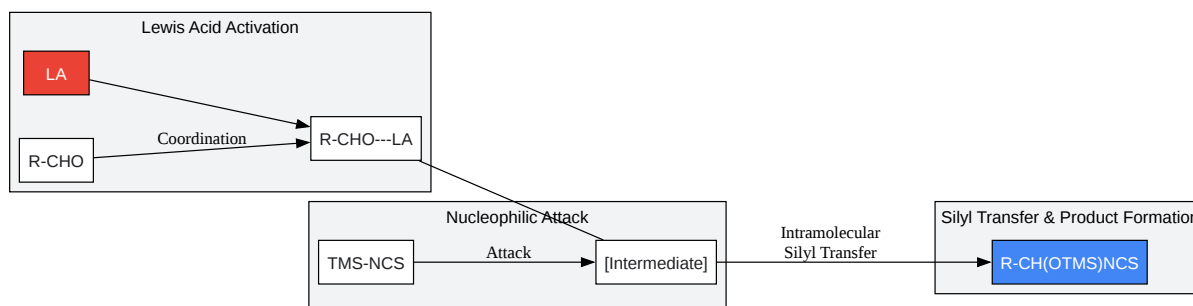 Lewis Acid Activation
LA
R-CHO
Coordination
R-CHO---LA
Nucleophilic Attack
TMS-NCS
Attack
[Intermediate]
Intramolecular
Silyl Transfer
Silyl Transfer & Product Formation
R-CH(OTMS)NCS